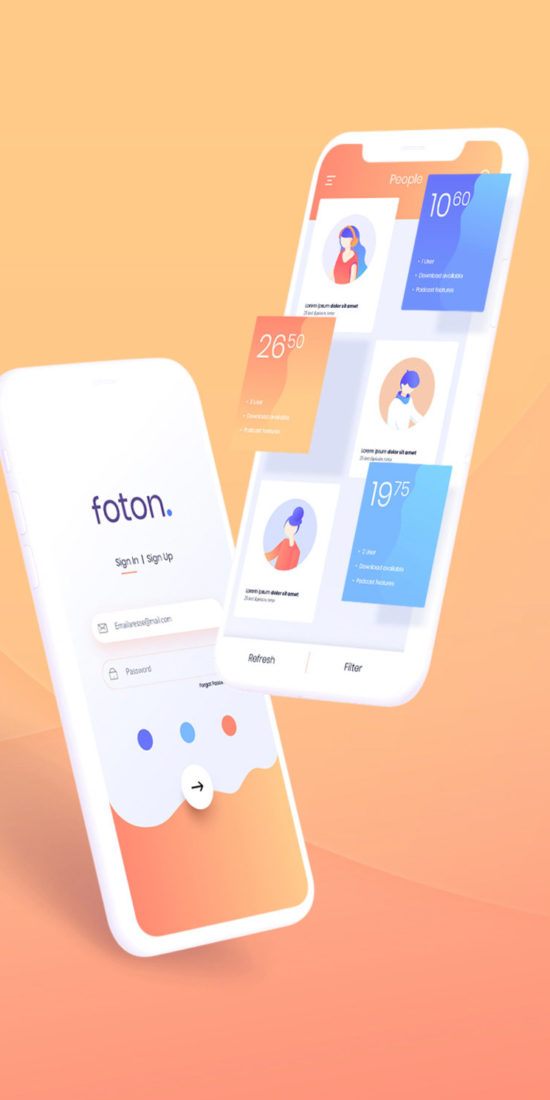 People
10 60
• 1 User
• Download available
• Podcast features
Lorem ipsum dolor sit amet
26 50
• 2 User
• Download available
• Podcast features
Lorem ipsum dolor sit amet
19 75
• 2 User
• Download available
• Podcast features
Lorem ipsum dolor sit amet
Refresh
Filter
foton.
Sign In | Sign Up
Emailaresse@mail.com
Password